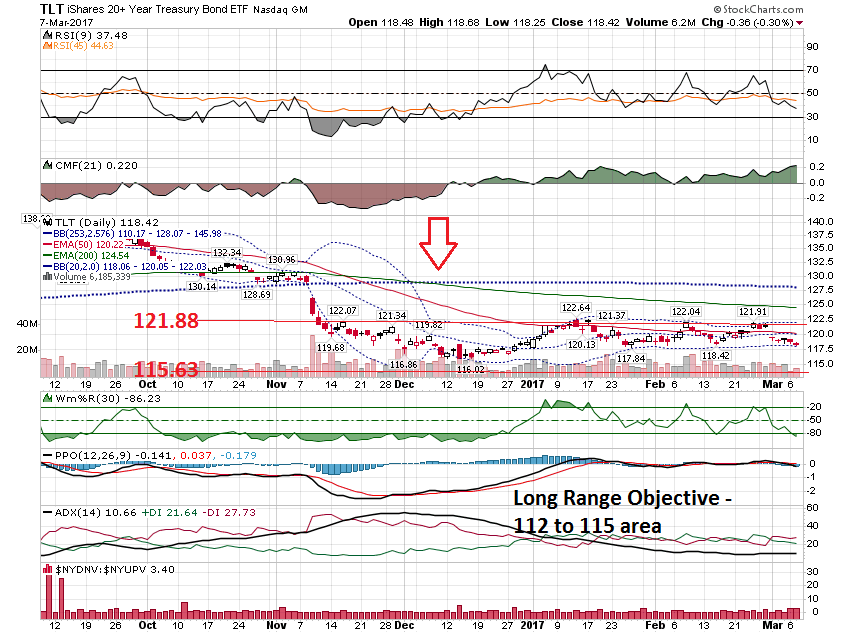 TLT iShares 20+ Year Treasury Bond ETF Nasdaq GM
© StockCharts.com
7-Mar-2017
Open 118.48 High 118.68 Low 118.25 Close 118.42 Volume 6.2M Chg -0.36 (-0.30%)
RSI(9) 37.48
RSI(45) 44.63
90
70
50
30
10
CMF(21) 0.220
0.2
0.0
-0.2
TLT (Daily) 118.42
BB(253,2.576) 110.17 - 128.07 - 145.98
EMA(50) 120.22
EMA(200) 124.54
BB(20,2.0) 118.06 - 120.05 - 122.03
Volume 6,185,339
140.0
137.5
135.0
132.5
130.0
127.5
125.0
122.5
120.0
117.5
115.0
132.34
130.96
130.14
128.69
122.07
121.34
119.82
122.64
121.37
122.04
121.91
119.68
116.86
116.02
120.13
117.84
118.42
121.88
115.63
40M
20M
12 19 26 Oct 10 17 24 Nov 7 14 21 28 Dec 12 19 27 2017 9 17 23 Feb 6 13 21 Mar 6
Wm%R(30) -86.23
-20
-50
-80
PPO(12,26,9) -0.141, 0.037, -0.179
0
-1
-2
Long Range Objective -
112 to 115 area
ADX(14) 10.66 +DI 21.64 -DI 27.73
60
40
20
$NYDNV:$NYUPV 3.40
30
20
10
0
12 19 26 Oct 10 17 24 Nov 7 14 21 28 Dec 12 19 27 2017 9 17 23 Feb 6 13 21 Mar 6